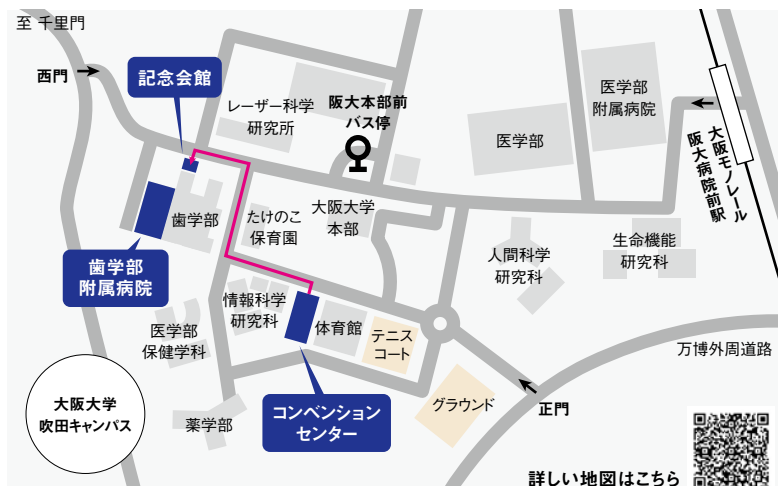 至 千里門
西門
記念会館
レーザー科学
研究所
阪大本部前
バス停
医学部
医学部
附属病院
大阪モノレール
阪大病院前駅
歯学部
たけのこ
保育園
大阪大学
本部
人間科学
研究科
生命機能
研究科
歯学部
附属病院
情報科学
研究科
体育館
テニス
コート
医学部
保健学科
万博外周道路
大阪大学
吹田キャンパス
薬学部
コンベンション
センター
グラウンド
正門
詳しい地図はこちら